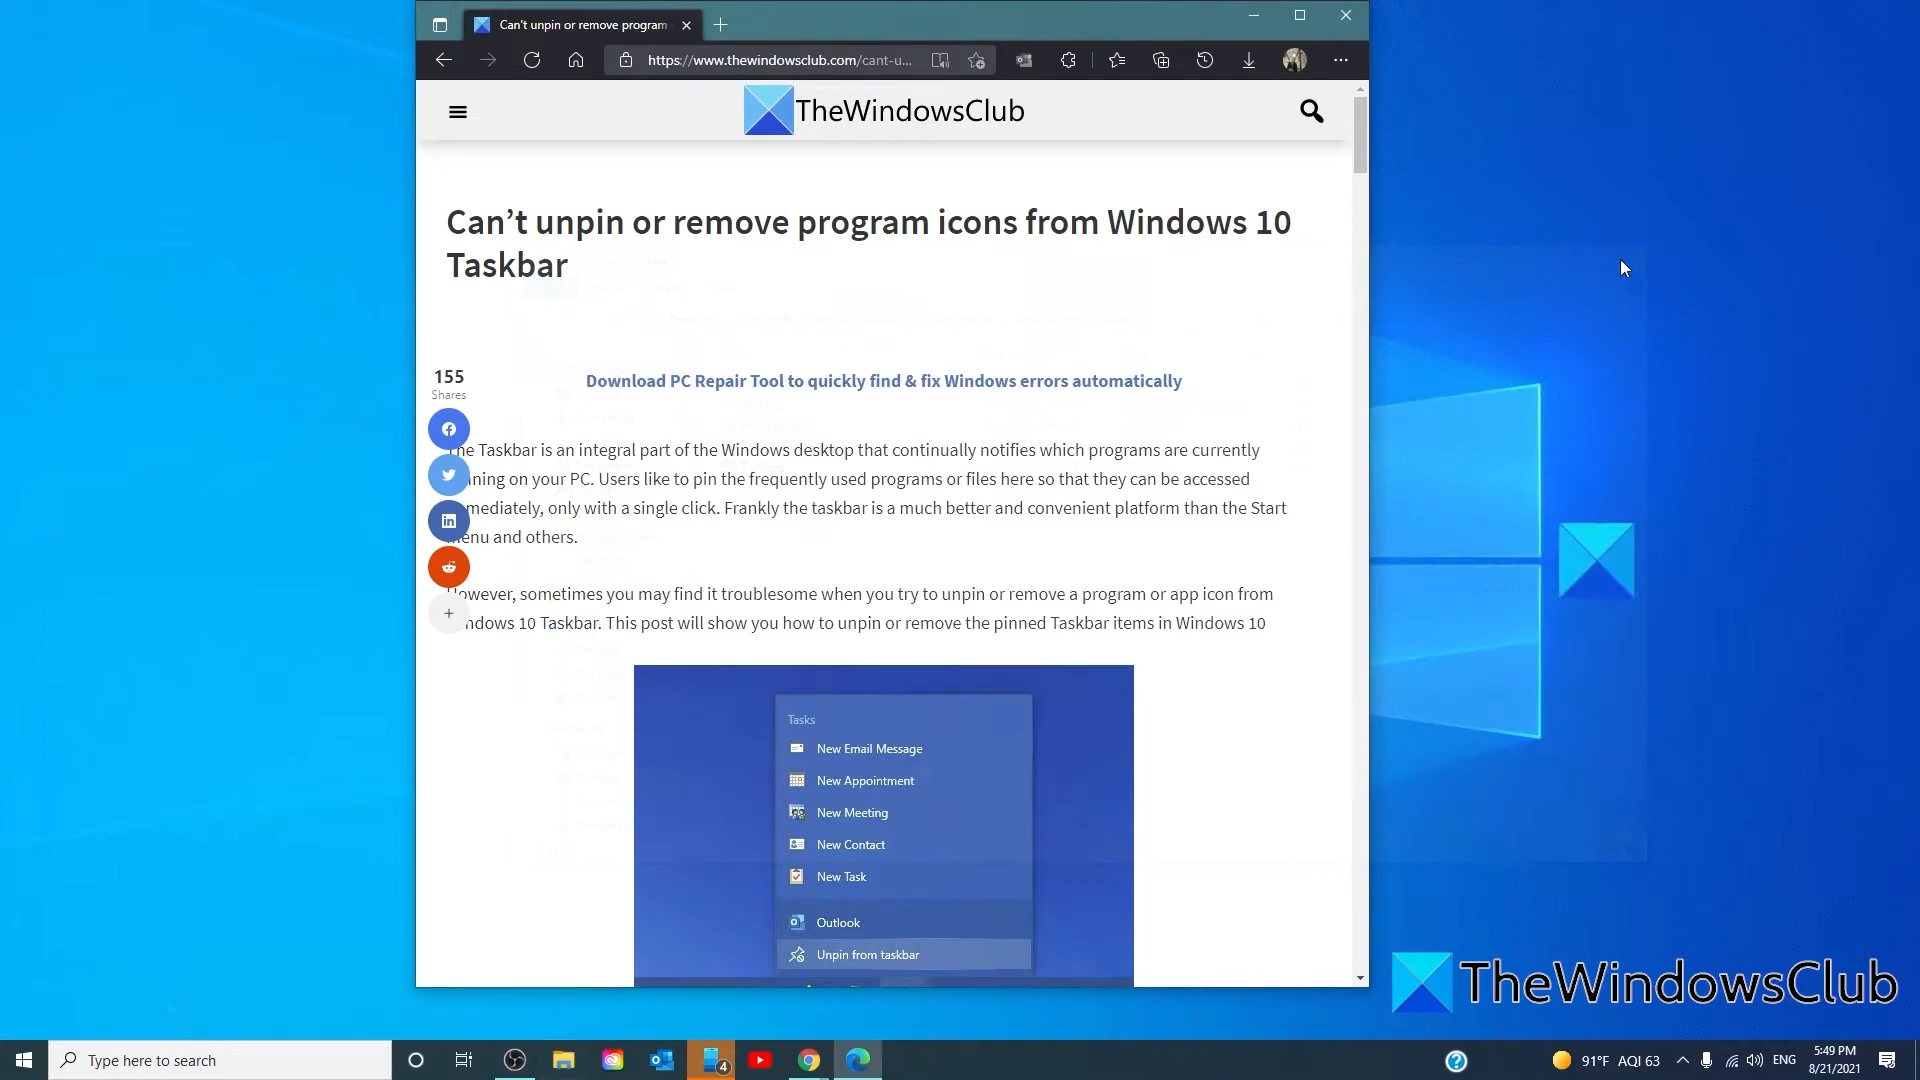 Can't unpin or remove program
https://www.thewindowsclub.com/cant-u...
TheWindowsClub
Can’t unpin or remove program icons from Windows 10
Taskbar
155
Shares
Download PC Repair Tool to quickly find & fix Windows errors automatically
The Taskbar is an integral part of the Windows desktop that continually notifies which programs are currently
ning on your PC. Users like to pin the frequently used programs or files here so that they can be accessed
mediately, only with a single click. Frankly the taskbar is a much better and convenient platform than the Start
enu and others.
However, sometimes you may find it troublesome when you try to unpin or remove a program or app icon from
ndows 10 Taskbar. This post will show you how to unpin or remove the pinned Taskbar items in Windows 10
Tasks
New Email Message
New Appointment
New Meeting
New Contact
New Task
Outlook
Unpin from taskbar
TheWindowsClub
Type here to search
4
91°F AQI 63
ENG
5:49 PM
8/21/2021